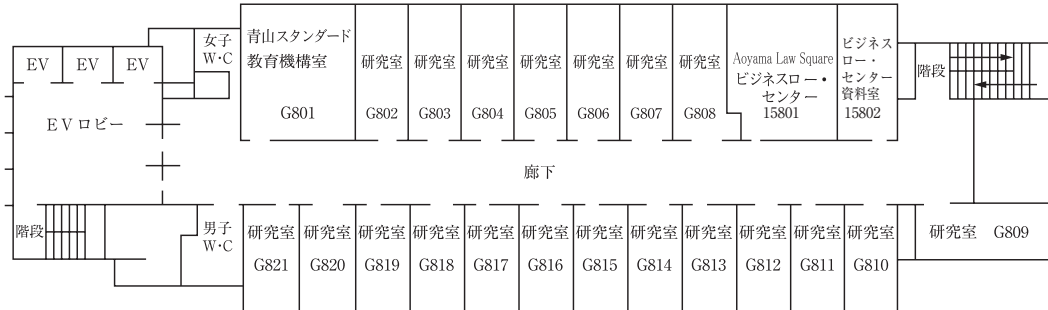 EV
EV
EV
EVロビー
階段
女子
W・C
男子
W・C
青山スタンダード
教育機構室
G801
研究室
G802
研究室
G803
研究室
G804
研究室
G805
研究室
G806
研究室
G807
研究室
G808
Aoyama Law Square
ビジネスロー・
センター
15801
ビジネス
ロー・
センター
資料室
15802
階段
廊下
研究室
G821
研究室
G820
研究室
G819
研究室
G818
研究室
G817
研究室
G816
研究室
G815
研究室
G814
研究室
G813
研究室
G812
研究室
G811
研究室
G810
研究室 G809